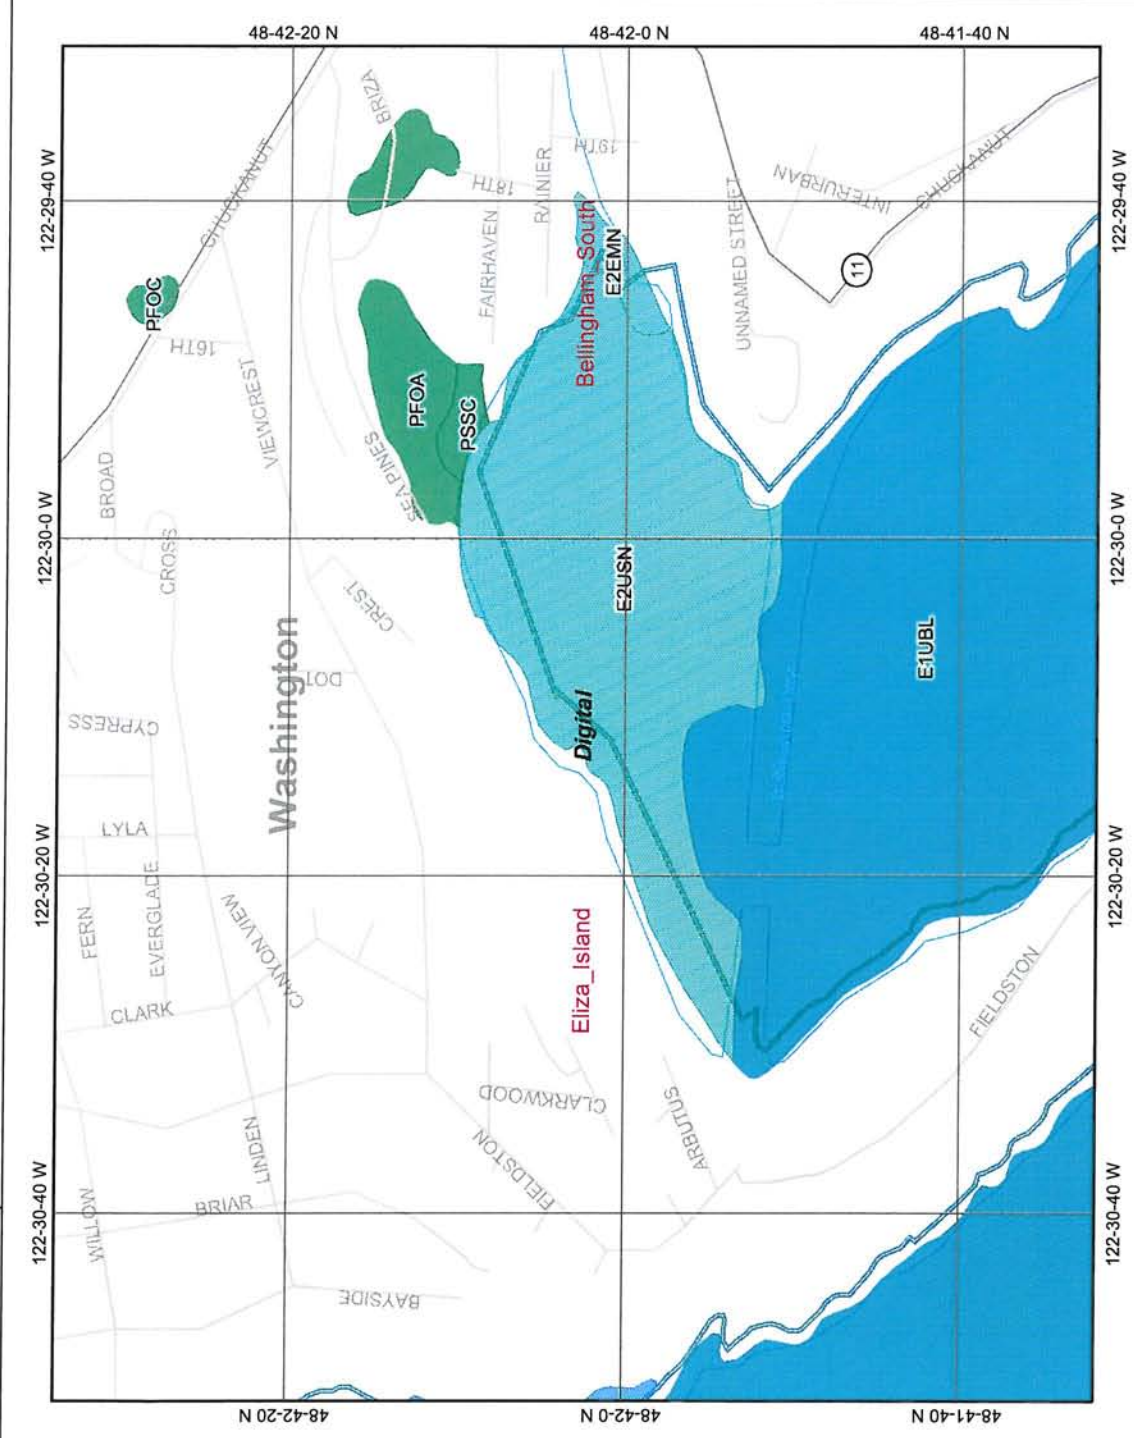 48-42-20 N
48-42-0 N
48-41-40 N
122-29-40 W
122-29-40 W
BRIZA
CHUCKANUT
19TH
18TH
RAINIER
FAIRHAVEN
INTERURBAN
CHUCKANUT
UNNAMED STREET
11
PFOC
16TH
VIEWCREST
E2EMN
Bellingham_South
PFOA
PSSC
SEA PINES
BROAD
CROSS
122-30-0 W
122-30-0 W
CREST
E2USN
E1UBL
Washington
DOT
CYPRESS
Digital
LYLA
122-30-20 W
122-30-20 W
FERN
EVERGLADE
CANYON VIEW
CLARK
Eliza_Island
FIELDSTON
CLARKWOOD
ARBUTUS
LINDEN
FIELDSTON
122-30-40 W
122-30-40 W
WILLOW
BRIAR
BAYSIDE
48-42-20 N
48-42-0 N
48-41-40 N